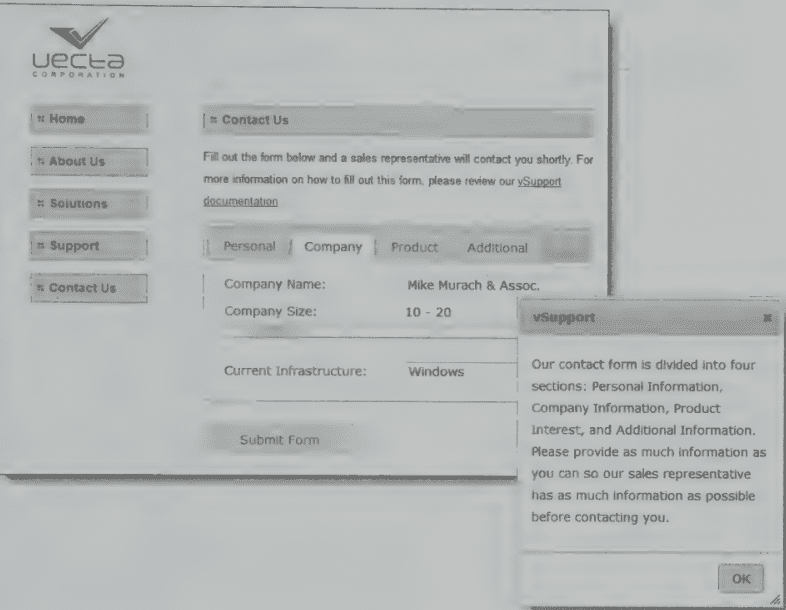 vecta
CORPORATION
Home
About Us
Solutions
Support
Contact Us
Contact Us
Fill out the form below and a sales representative will contact you shortly. For
more information on how to fill out this form, please review our vSupport
documentation
Personal
Company
Product
Additional
Company Name:
Mike Murach & Assoc.
Company Size:
10 - 20
Current Infrastructure:
Windows
Submit Form
vSupport
Our contact form is divided into four
sections: Personal Information,
Company Information, Product
Interest, and Additional Information.
Please provide as much information as
you can so our sales representative
has as much information as possible
before contacting you.
OK